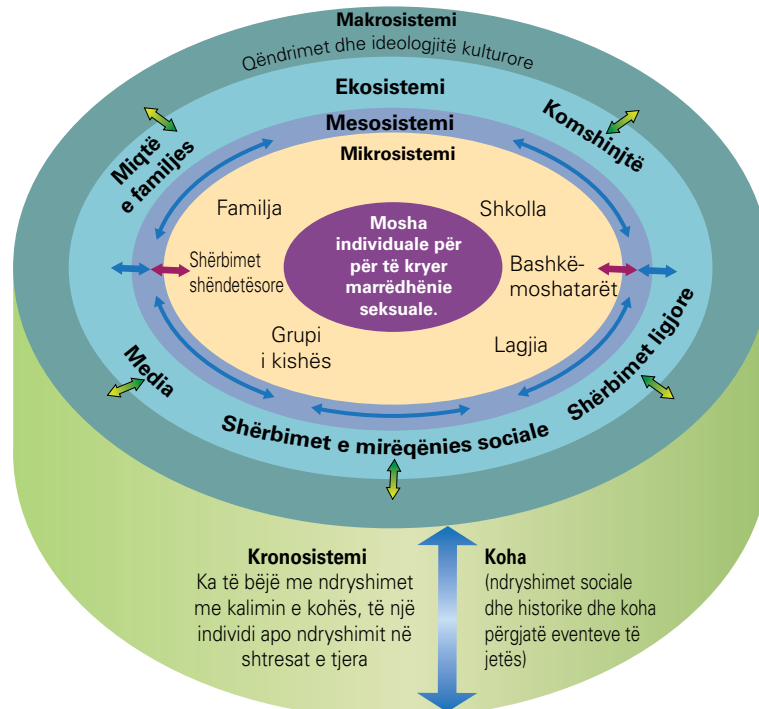 Makrosistemi
Qëndrimet dhe ideologjitë kulturore
Ekosistemi
Mesosistemi
Mikrosistemi
Miqtë
e familjes
Komshinjtë
Familja
Shkolla
Mosha
individuale për
për të kryer
marrëdhënie
seksuale.
Shërbimet
shëndetësore
Bashkë-
moshatarët
Grupi
i kishës
Lagjia
Media
Shërbimet e mirëqënies sociale
Shërbimet ligjore
Kronosistemi
Ka të bëjë me ndryshimet
me kalimin e kohës, të një
individi apo ndryshimit në
shtresat e tjera
Koha
(ndryshimet sociale
dhe historike dhe koha
përgjatë eventeve të
jetës)